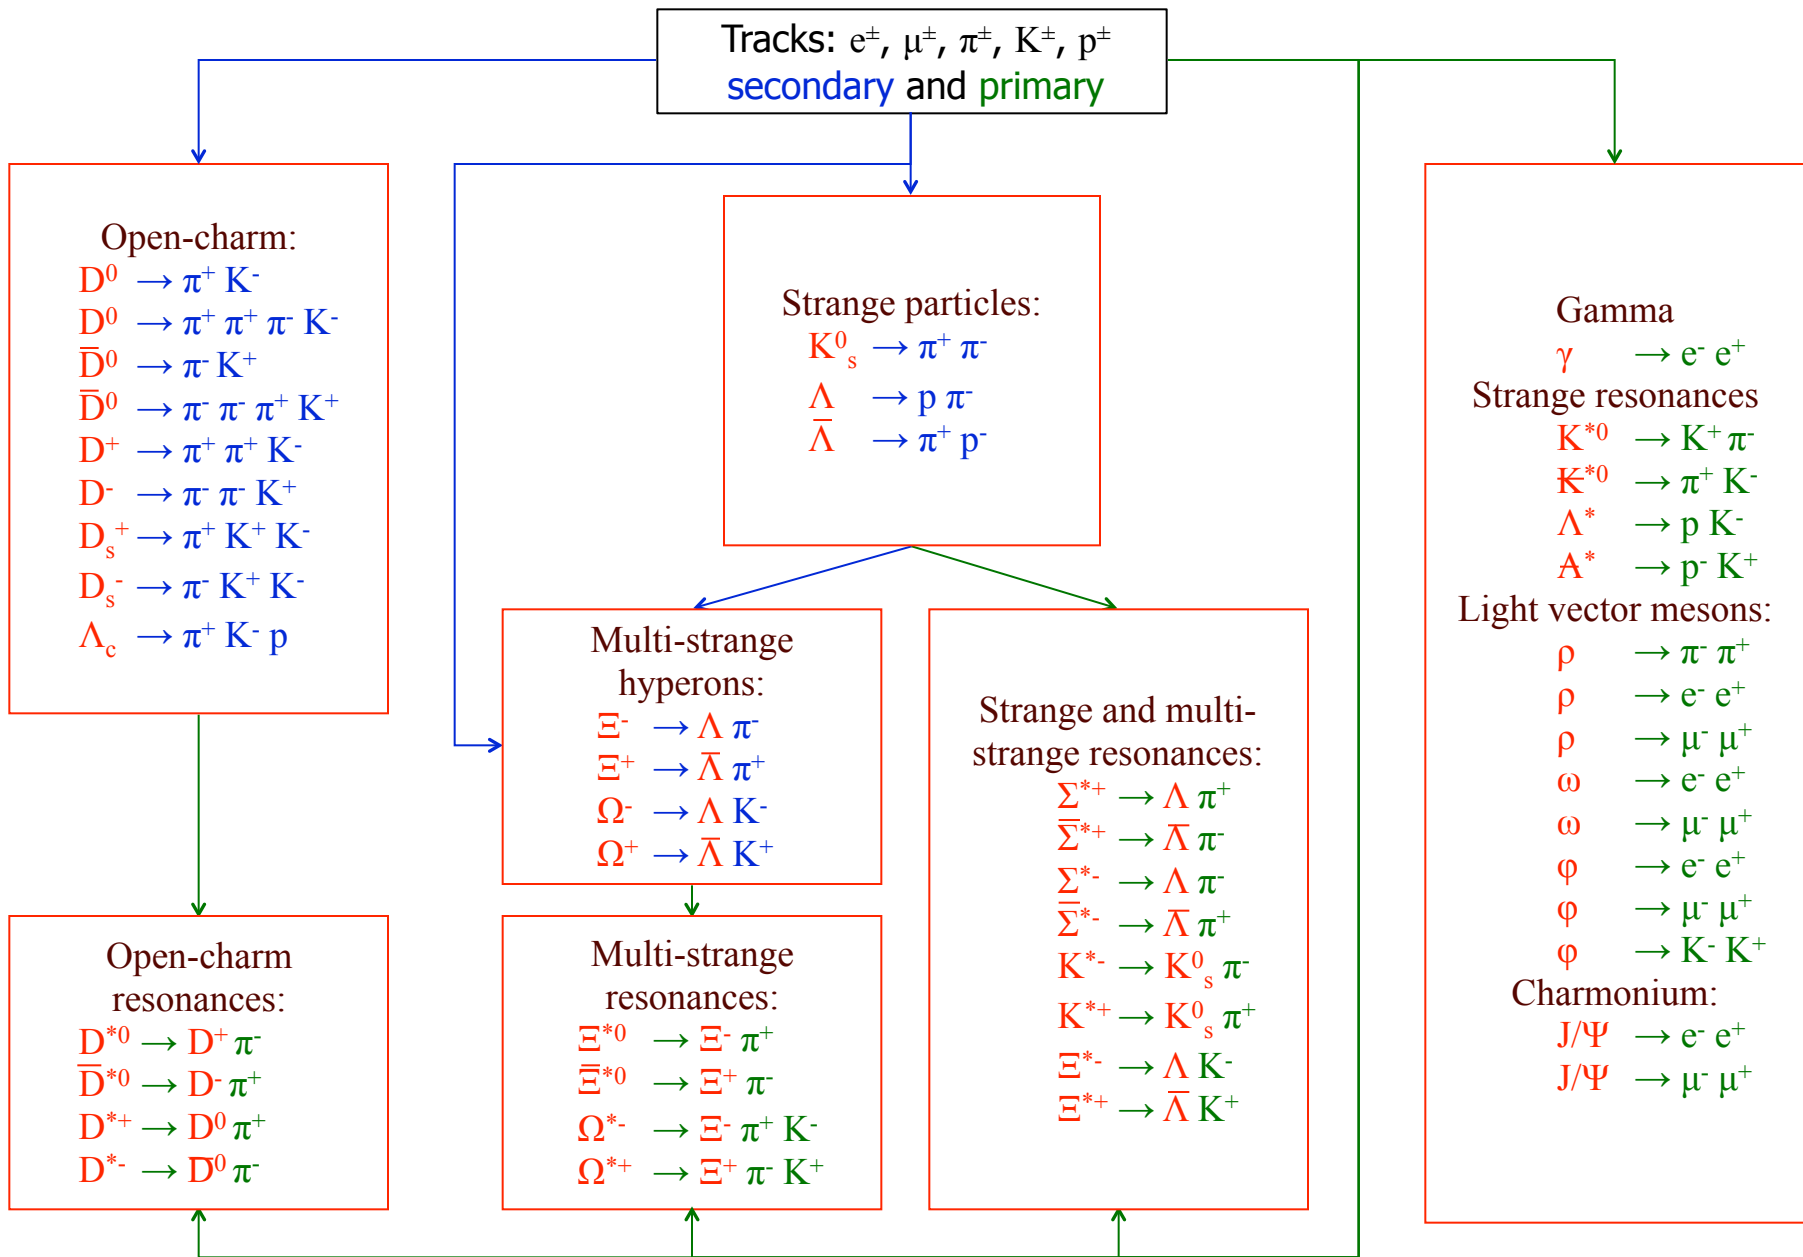 Tracks: e±, μ±, π±, K±, p±
secondary and primary
Open-charm:
D⁰ → π⁺ K⁻
D⁰ → π⁺ π⁺ π⁻ K⁻
D̅⁰ → π⁻ K⁺
D̅⁰ → π⁻ π⁻ π⁺ K⁺
D⁺ → π⁺ π⁺ K⁻
D⁻ → π⁻ π⁻ K⁺
Dₛ⁺ → π⁺ K⁺ K⁻
Dₛ⁻ → π⁻ K⁺ K⁻
Λc → π⁺ K⁻ p
Strange particles:
K⁰ₛ → π⁺ π⁻
Λ → p π⁻
Λ̅ → π⁺ p⁻
Multi-strange
hyperons:
Ξ⁻ → Λ π⁻
Ξ⁺ → Λ̅ π⁺
Ω⁻ → Λ K⁻
Ω⁺ → Λ̅ K⁺
Strange and multi-
strange resonances:
Σ*⁺ → Λ π⁺
Σ̅*⁺ → Λ̅ π⁻
Σ*⁻ → Λ π⁻
Σ̅*⁻ → Λ̅ π⁺
K*⁻ → K⁰ₛ π⁻
K*⁺ → K⁰ₛ π⁺
Ξ*⁻ → Λ K⁻
Ξ*⁺ → Λ̅ K⁺
Open-charm
resonances:
D*⁰ → D⁺ π⁻
D̅*⁰ → D⁻ π⁺
D*⁺ → D⁰ π⁺
D*⁻ → D̅⁰ π⁻
Multi-strange
resonances:
Ξ*⁰ → Ξ⁻ π⁺
Ξ̅*⁰ → Ξ⁺ π⁻
Ω*⁻ → Ξ⁻ π⁺ K⁻
Ω*⁺ → Ξ⁺ π⁻ K⁺
Gamma
γ → e⁻ e⁺
Strange resonances
K*⁰ → K⁺ π⁻
K̅*⁰ → π⁺ K⁻
Λ* → p K⁻
Λ̅* → p⁻ K⁺
Light vector mesons:
ρ → π⁻ π⁺
ρ → e⁻ e⁺
ρ → μ⁻ μ⁺
ω → e⁻ e⁺
ω → μ⁻ μ⁺
φ → e⁻ e⁺
φ → μ⁻ μ⁺
φ → K⁻ K⁺
Charmonium:
J/Ψ → e⁻ e⁺
J/Ψ → μ⁻ μ⁺